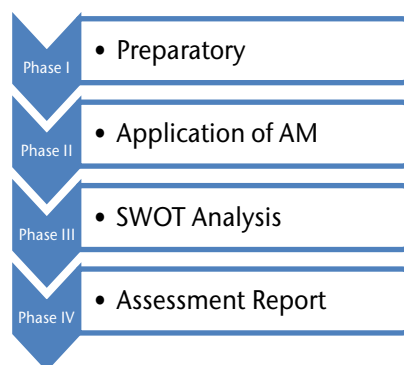 Phase I
• Preparatory
Phase II
• Application of AM
Phase III
• SWOT Analysis
Phase IV
• Assessment Report